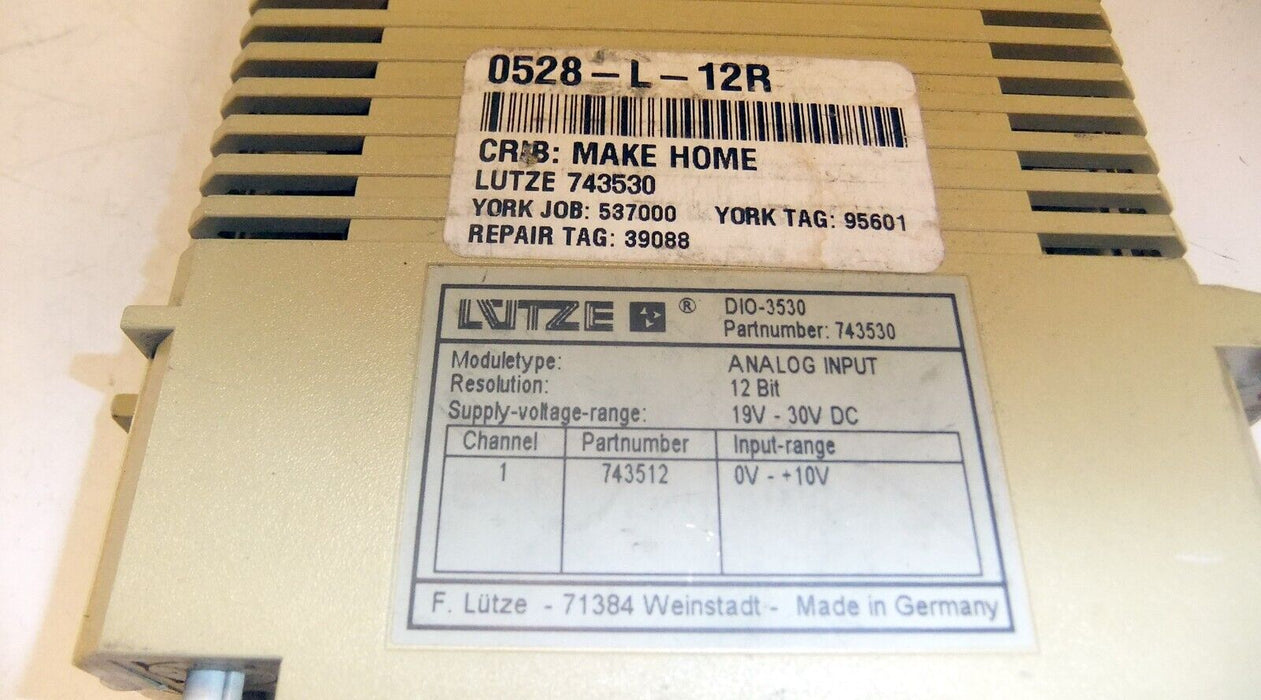 0528-L-12R
CRIB: MAKE HOME
LUTZE 743530
YORK JOB: 537000 YORK TAG: 95601
REPAIR TAG: 39088
LÜTZE ® DIO-3530
Partnumber: 743530
Moduletype: ANALOG INPUT
Resolution: 12 Bit
Supply-voltage-range: 19V - 30V DC
Channel Partnumber Input-range
1 743512 0V - +10V
F. Lütze - 71384 Weinstadt - Made in Germany